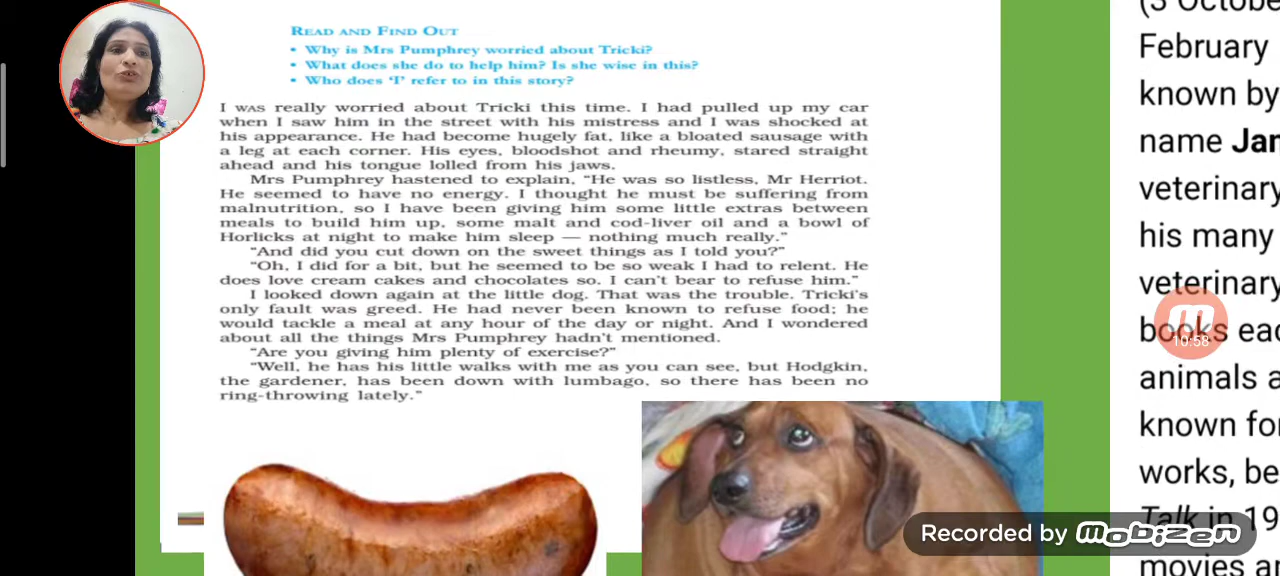 READ AND FIND OUT
• Why is Mrs Pumphrey worried about Tricki?
• What does she do to help him? Is she wise in this?
• Who does ‘I’ refer to in this story?
I WAS really worried about Tricki this time. I had pulled up my car
when I saw him in the street with his mistress and I was shocked at
his appearance. He had become hugely fat, like a bloated sausage with
a leg at each corner. His eyes, bloodshot and rheumy, stared straight
ahead and his tongue lolled from his jaws.
Mrs Pumphrey hastened to explain, “He was so listless, Mr Herriot.
He seemed to have no energy. I thought he must be suffering from
malnutrition, so I have been giving him some little extras between
meals to build him up, some malt and cod-liver oil and a bowl of
Horlicks at night to make him sleep — nothing much really.”
“And did you cut down on the sweet things as I told you?”
“Oh, I did for a bit, but he seemed to be so weak I had to relent. He
does love cream cakes and chocolates so. I can’t bear to refuse him.”
I looked down again at the little dog. That was the trouble. Tricki’s
only fault was greed. He had never been known to refuse food; he
would tackle a meal at any hour of the day or night. And I wondered
about all the things Mrs Pumphrey hadn’t mentioned.
“Are you giving him plenty of exercise?”
“Well, he has his little walks with me as you can see, but Hodgkin,
the gardener, has been down with lumbago, so there has been no
ring-throwing lately.”
(3 Octobe
February
known by
name Jar
veterinary
his many
veterinary
books eac
animals a
known for
works, be
Talk in 19
movies ar
10:58
Recorded by Mobizen